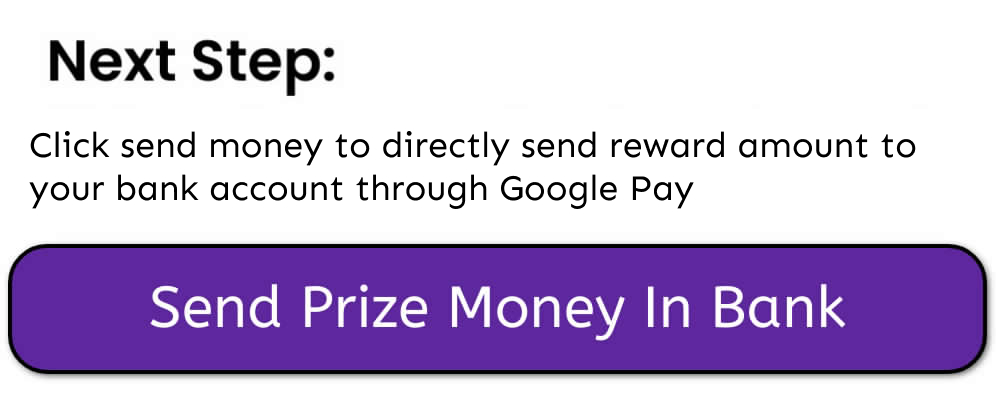 Next Step:
Click send money to directly send reward amount to
your bank account through Google Pay
Send Prize Money In Bank